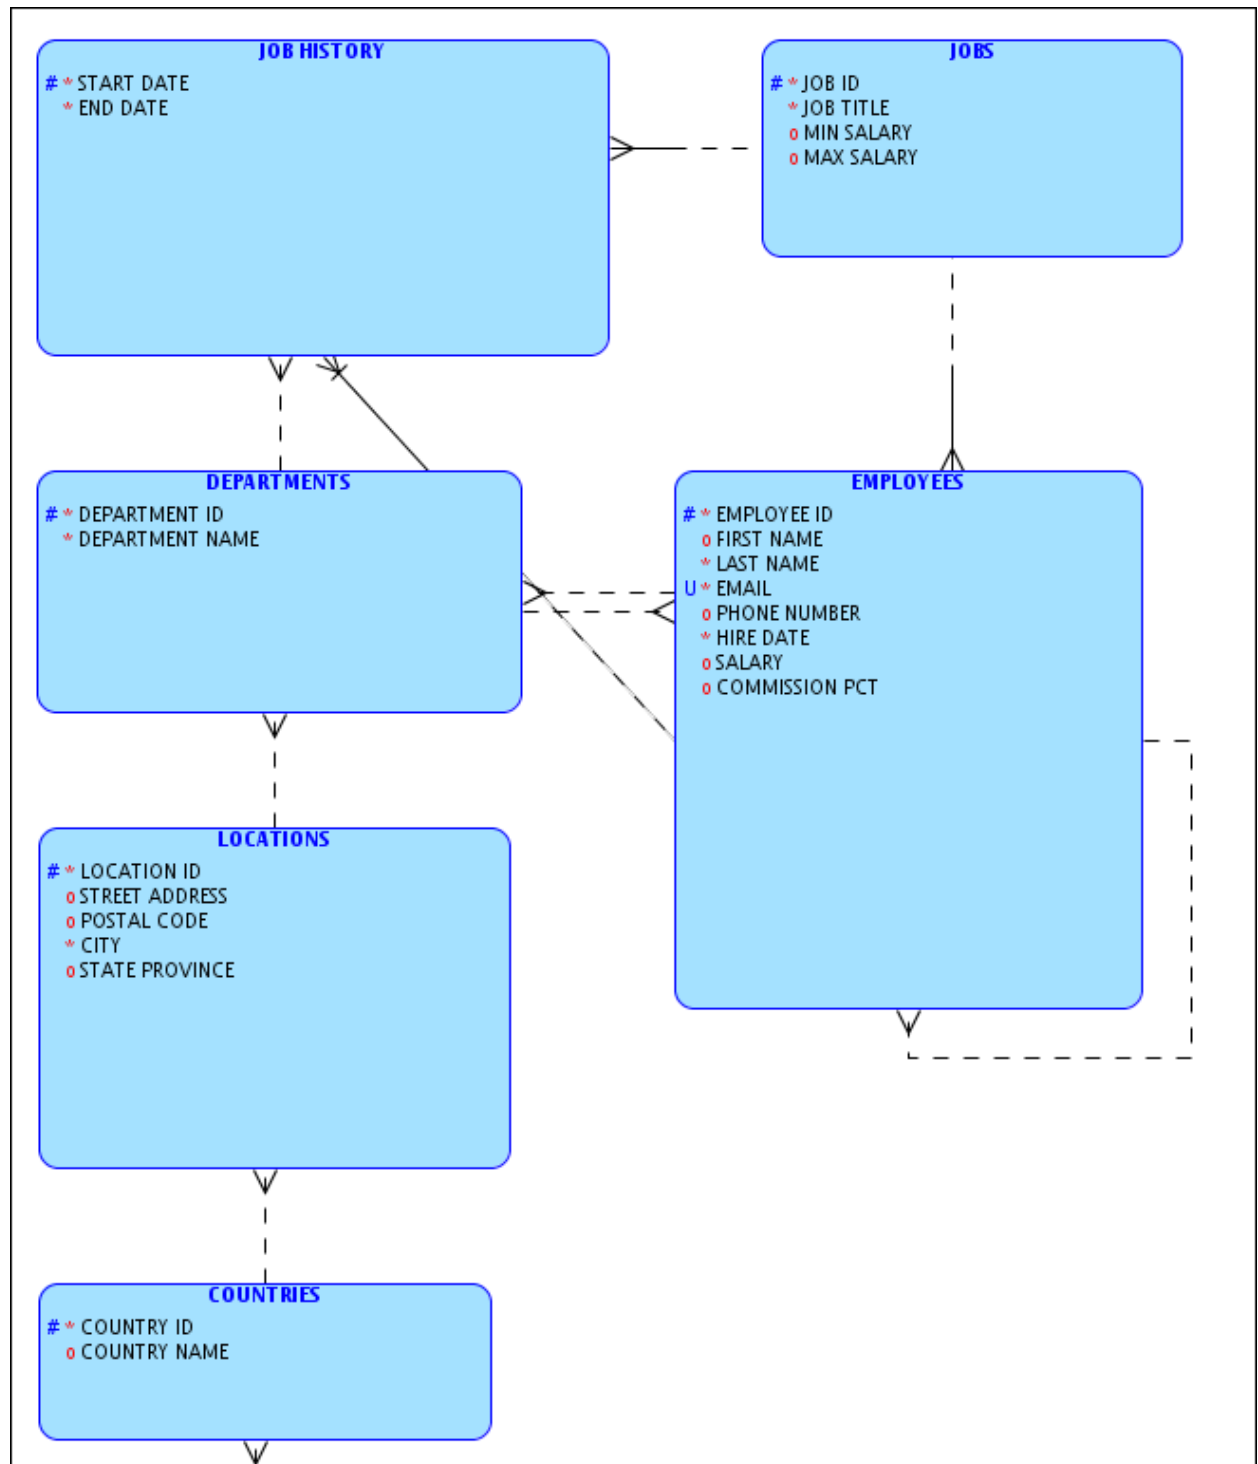 JOB HISTORY
# * START DATE
* END DATE
JOBS
# * JOB ID
* JOB TITLE
o MIN SALARY
o MAX SALARY
DEPARTMENTS
# * DEPARTMENT ID
* DEPARTMENT NAME
EMPLOYEES
# * EMPLOYEE ID
o FIRST NAME
* LAST NAME
U * EMAIL
o PHONE NUMBER
* HIRE DATE
o SALARY
o COMMISSION PCT
LOCATIONS
# * LOCATION ID
o STREET ADDRESS
o POSTAL CODE
* CITY
o STATE PROVINCE
COUNTRIES
# * COUNTRY ID
o COUNTRY NAME